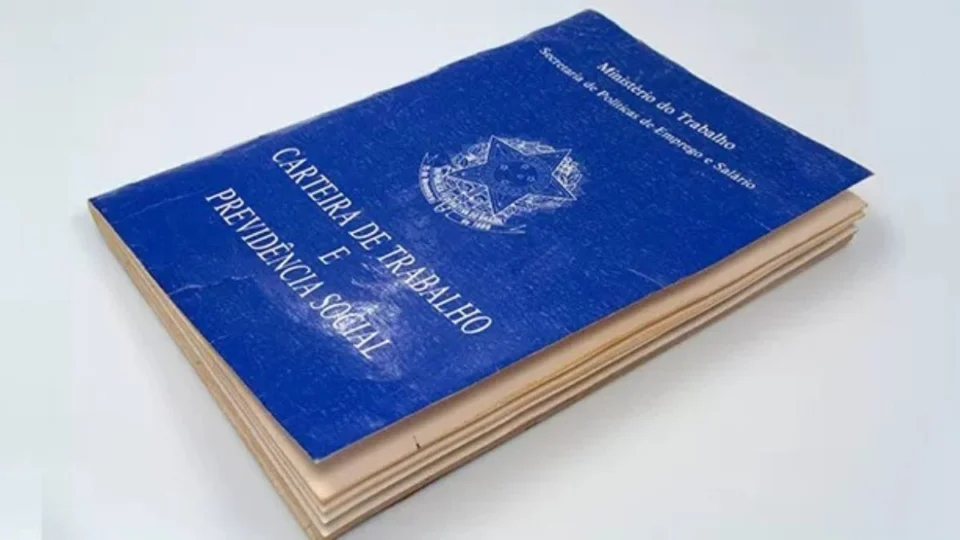 Ministério do Trabalho
Secretaria de Políticas de Emprego e Salário
CARTEIRA DE TRABALHO
E
PREVIDÊNCIA SOCIAL